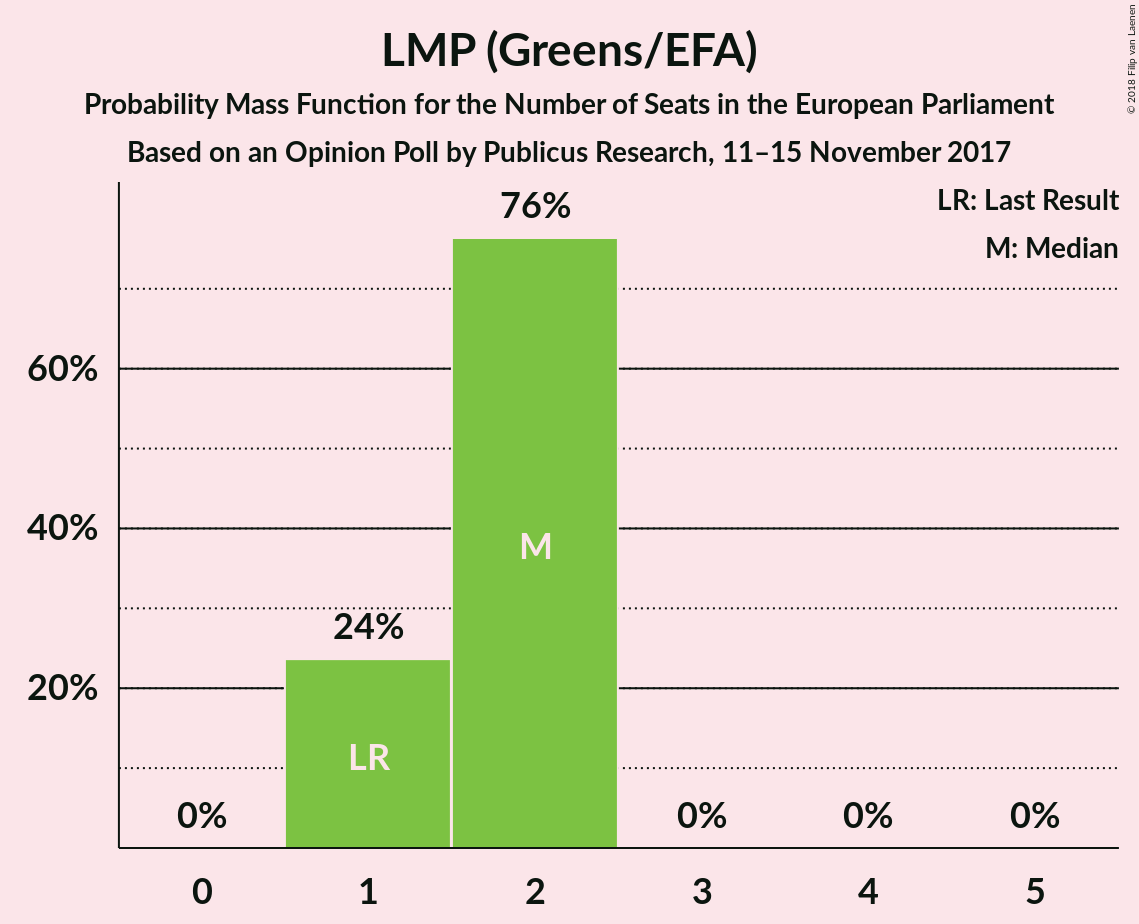 LMP (Greens/EFA)
Probability Mass Function for the Number of Seats in the European Parliament
Based on an Opinion Poll by Publicus Research, 11–15 November 2017
© 2018 Filip van Laenen
LR: Last Result
M: Median
76%
60%
40%
M
24%
20%
LR
0%
0%
0%
0%
0 1 2 3 4 5